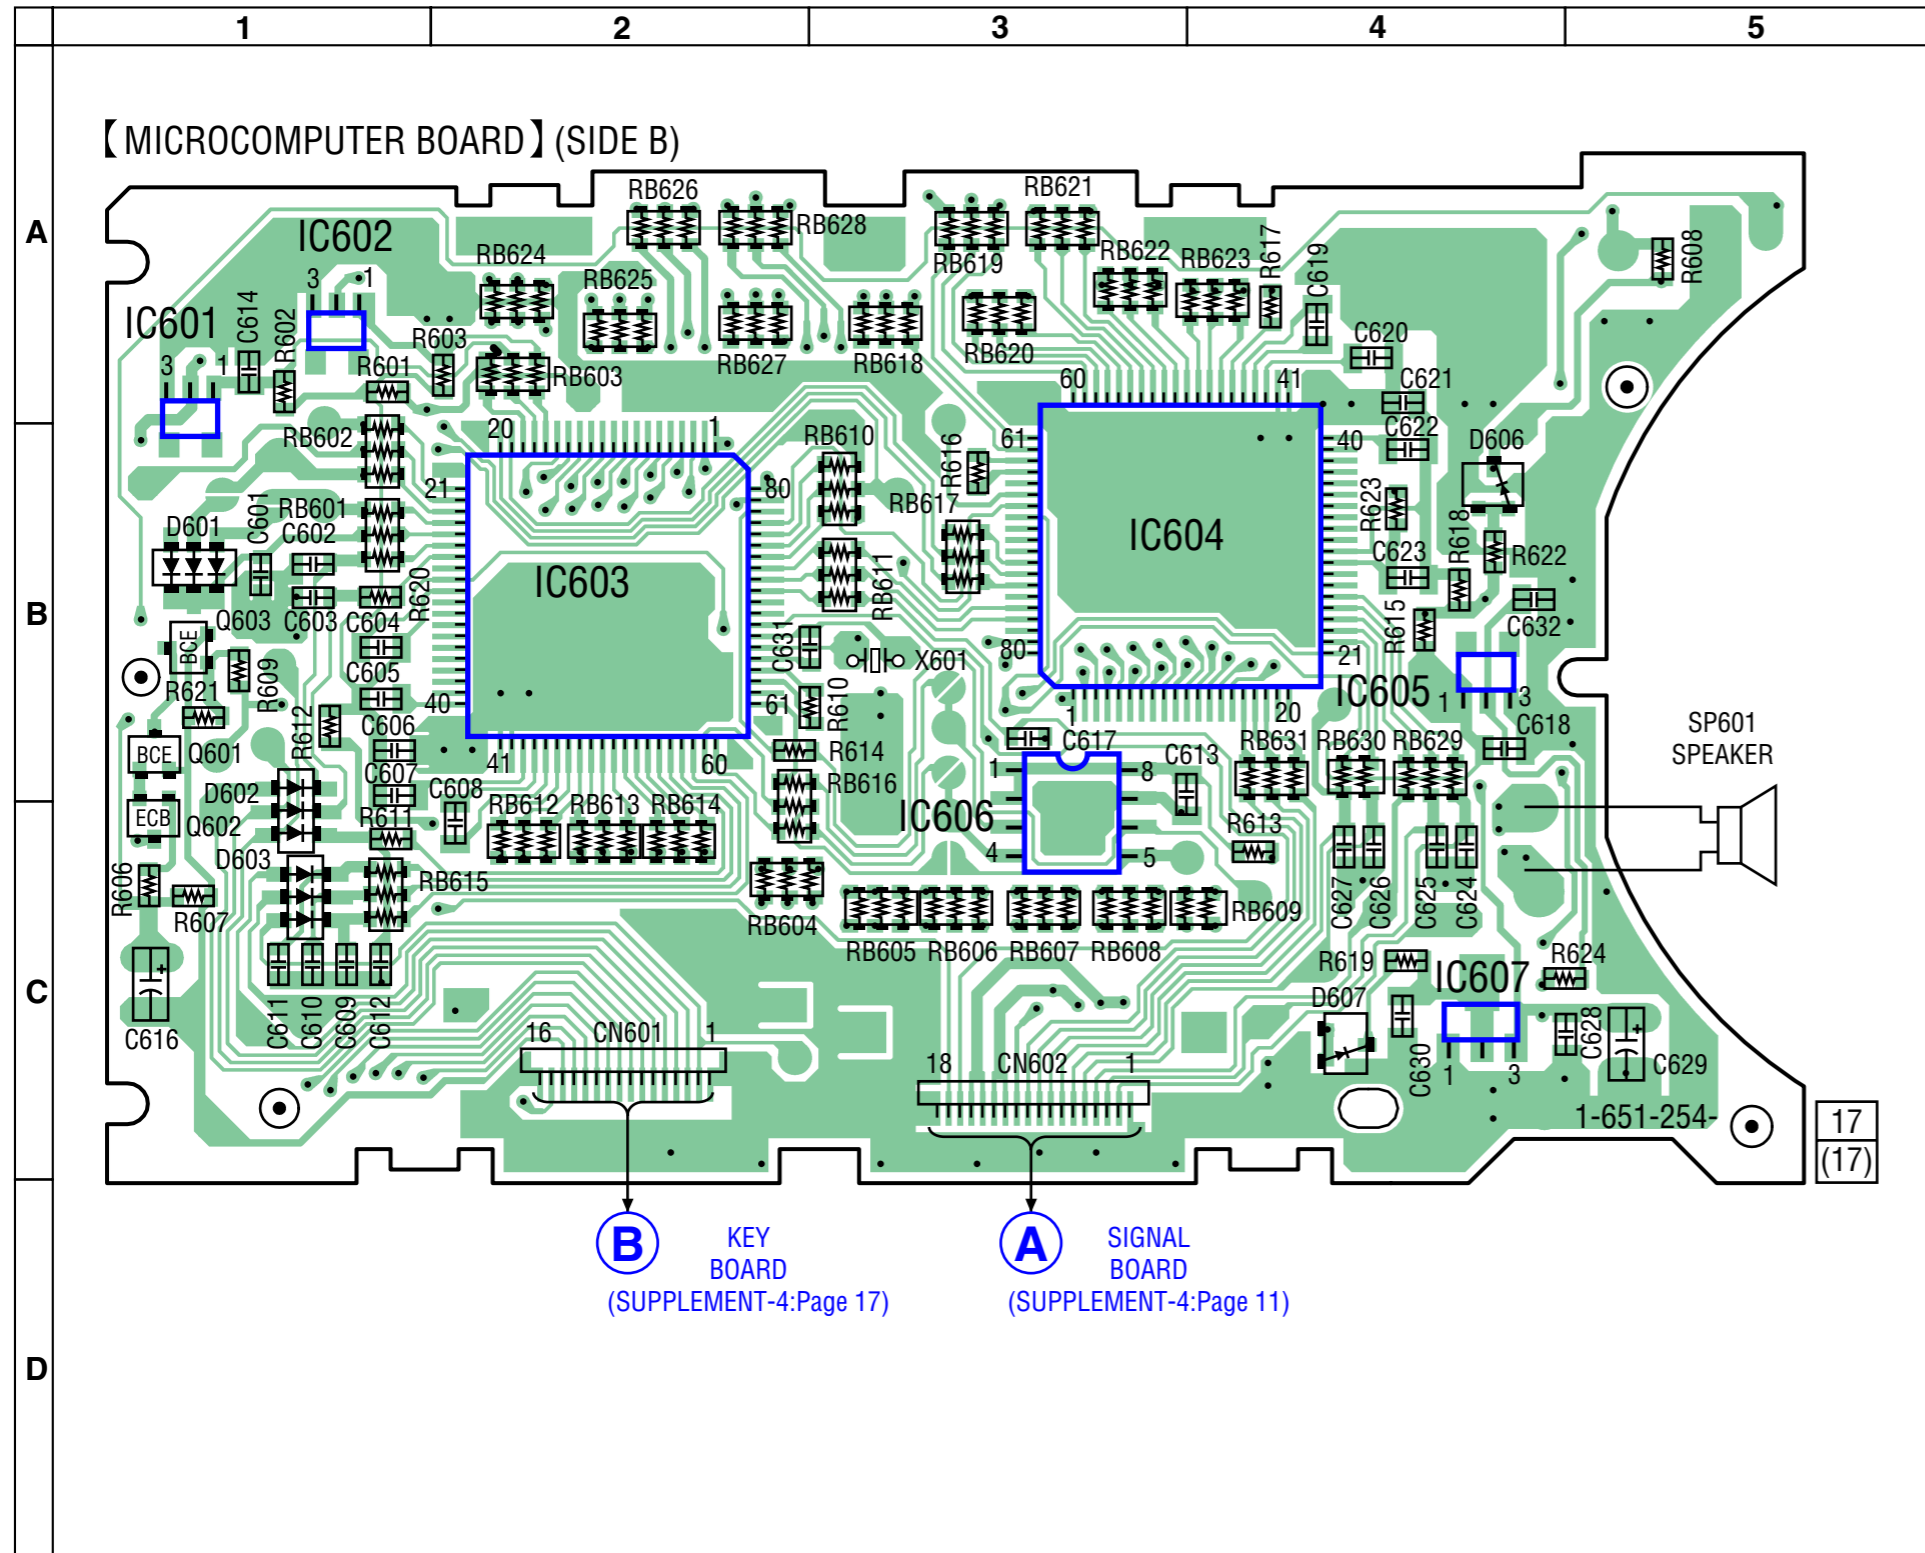 1 2 3 4 5
A
B
C
D
【MICROCOMPUTER BOARD】 (SIDE B)
RB626 RB628 RB621
IC602 RB624 RB625 RB619 RB622 RB623 R617 C619 R608
3 1
IC601 C614 R602 R603 RB627 RB618 RB620 C620
3 1 R601 RB603 60 41 C621
RB602 20 1 RB610 R616 61 40 C622 D606
21 80 RB617 R623
D601 C601 RB601 C602 IC604 C623 R618 R622
IC603 RB611
Q603 C603 C604 R620 R615 C632
BCE C605 C631 X601 80 21
R621 R609 40 61 R610 IC605 1 3
R612 C606 1 20 C618
BCE Q601 41 60 R614 C617 C613 RB631 RB630 RB629
D602 C607 C608 RB616 1 8
ECB Q602 R611 RB612 RB613 RB614 IC606 R613
D603 4 5
R606 R607 RB615 RB604 RB609 C627 C626 C625 C624
RB605 RB606 RB607 RB608
R619 IC607 R624
C616 C611 C610 C609 C612 D607 C630 1 3 C628 C629
16 CN601 1
18 CN602 1
SP601
SPEAKER
1-651-254-
17
(17)
B KEY
BOARD
(SUPPLEMENT-4:Page 17)
A SIGNAL
BOARD
(SUPPLEMENT-4:Page 11)